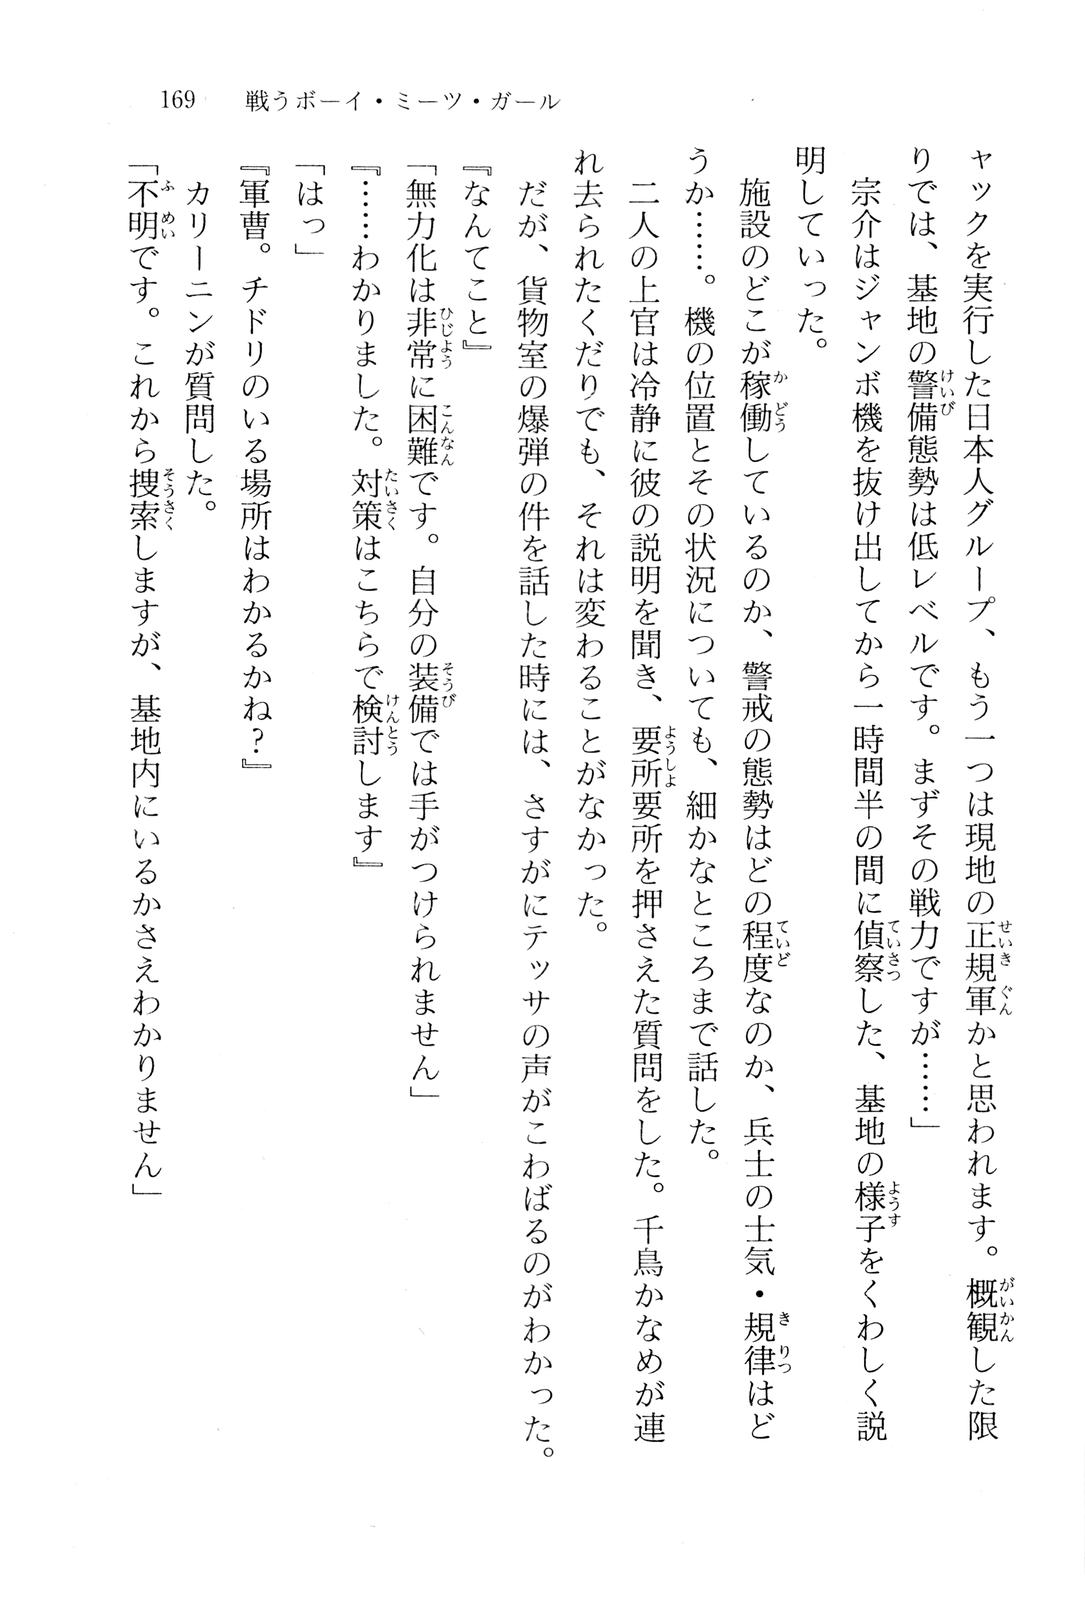 169　戦うボーイ・ミーツ・ガール
ャックを実行した日本人グループ、もう一つは現地の正規軍かと思われます。概観した限
りでは、基地の警備態勢は低レベルです。まずその戦力ですが……」
　宗介はジャンボ機を抜け出してから一時間半の間に偵察した、基地の様子をくわしく説
明していった。
　施設のどこが稼働しているのか、警戒の態勢はどの程度なのか、兵士の士気・規律はど
うか……。機の位置とその状況についても、細かなところまで話した。
　二人の上官は冷静に彼の説明を聞き、要所要所を押さえた質問をした。千鳥かなめが連
れ去られたくだりでも、それは変わることがなかった。
　だが、貨物室の爆弾の件を話した時には、さすがにテッサの声がこわばるのがわかった。
『なんてこと』
「無力化は非常に困難です。自分の装備では手がつけられません」
『……わかりました。対策はこちらで検討します』
「はっ」
『軍曹。チドリのいる場所はわかるかね？』
　カリーニンが質問した。
「不明です。これから捜索しますが、基地内にいるかさえわかりません」